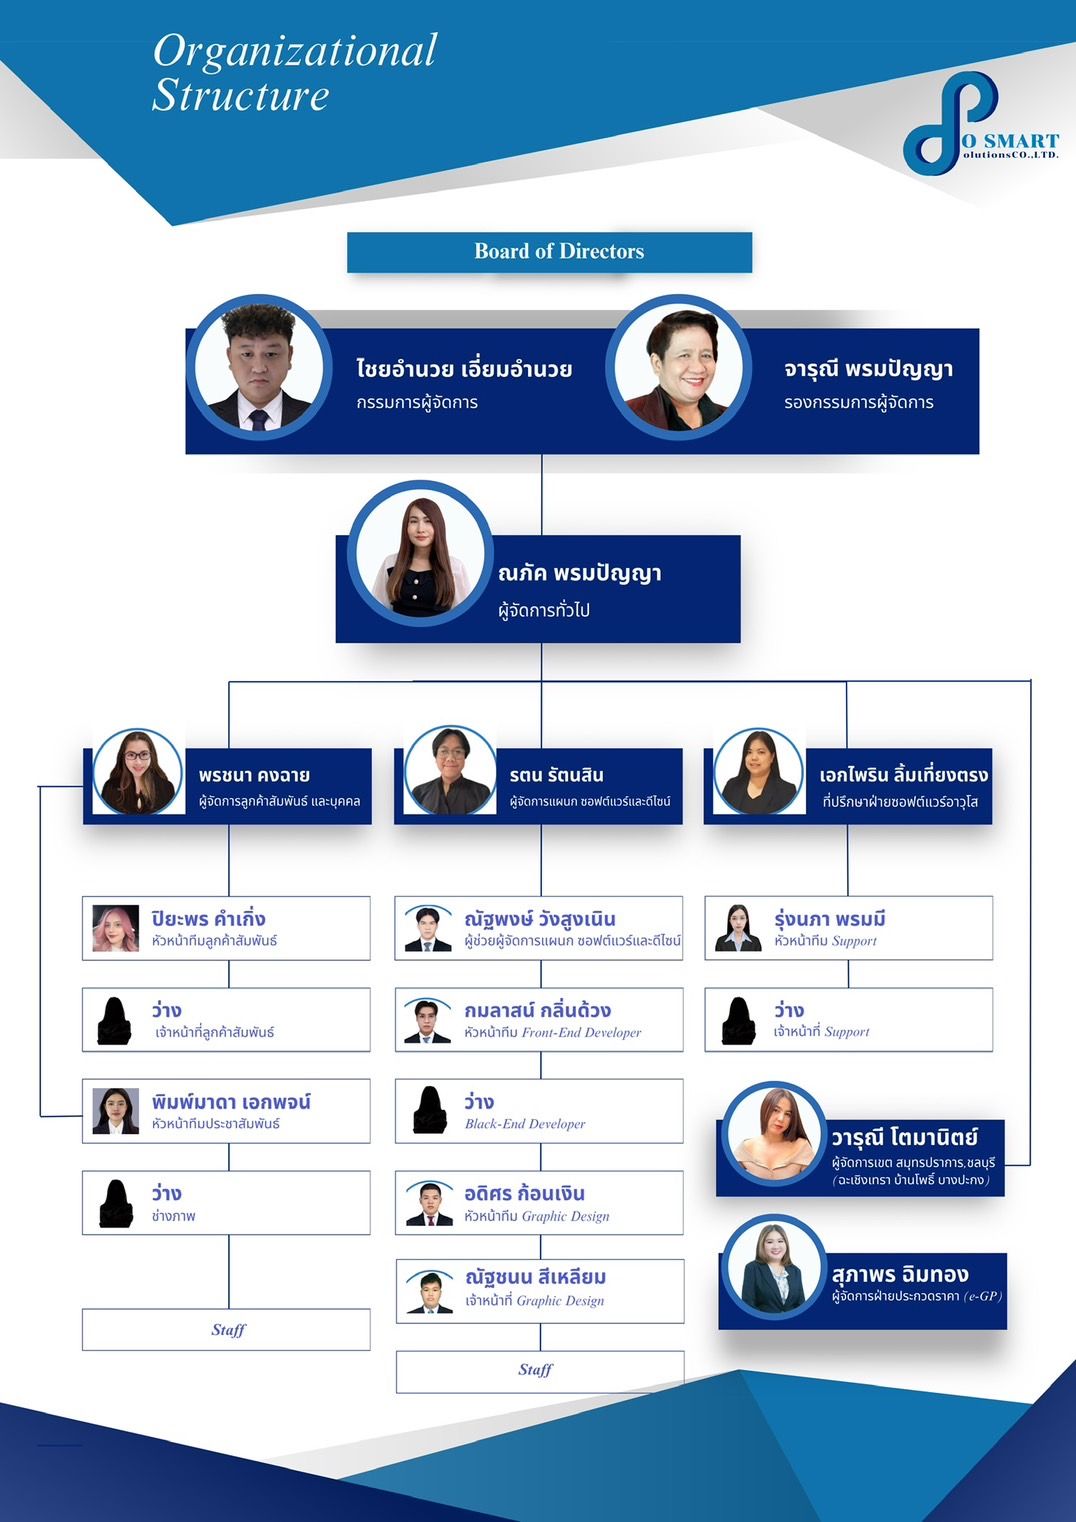 Organizational
Structure
O SMART
olutionsCO.,LTD.
Board of Directors
ไชยอำนวย เอี่ยมอำนวย
กรรมการผู้จัดการ
จารุณี พรมปัญญา
รองกรรมการผู้จัดการ
ณภัค พรมปัญญา
ผู้จัดการทั่วไป
พรชนา คงฉาย
ผู้จัดการลูกค้าสัมพันธ์ และบุคคล
รตน รัตนสิน
ผู้จัดการแผนก ซอฟต์แวร์และดีไซน์
เอกไพริน ลิ้มเที่ยงตรง
ที่ปรึกษาฝ่ายซอฟต์แวร์อาวุโส
ปิยะพร คำเกิ่ง
หัวหน้าทีมลูกค้าสัมพันธ์
ณัฐพงษ์ วังสูงเนิน
ผู้ช่วยผู้จัดการแผนก ซอฟต์แวร์และดีไซน์
รุ่งนภา พรมมี
หัวหน้าทีม Support
ว่าง
เจ้าหน้าที่ลูกค้าสัมพันธ์
กมลาสน์ กลิ่นด้วง
หัวหน้าทีม Front-End Developer
ว่าง
เจ้าหน้าที่ Support
พิมพ์มาดา เอกพจน์
หัวหน้าทีมประชาสัมพันธ์
ว่าง
Black-End Developer
วารุณี โตมานิตย์
ผู้จัดการเขต สมุทรปราการ,ชลบุรี
(ฉะเชิงเทรา บ้านโพธิ์ บางปะกง)
ว่าง
ช่างภาพ
อดิศร ก้อนเงิน
หัวหน้าทีม Graphic Design
ณัฐชนน สีเหลียม
เจ้าหน้าที่ Graphic Design
สุภาพร ฉิมทอง
ผู้จัดการฝ่ายประกวดราคา (e-GP)
Staff
Staff